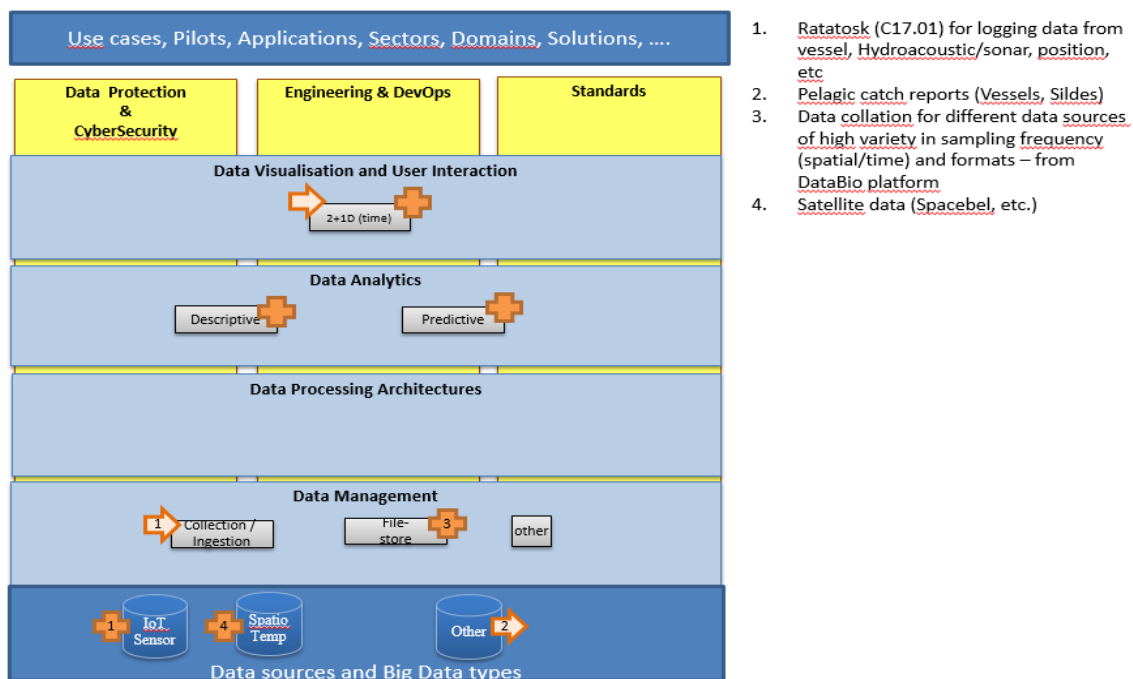 Use cases, Pilots, Applications, Sectors, Domains, Solutions, ....
Data Protection
&
CyberSecurity
Engineering & DevOps
Standards
Data Visualisation and User Interaction
2+1D (time)
Data Analytics
Descriptive
Predictive
Data Processing Architectures
Data Management
1
Collection /
Ingestion
File-
store
3
other
1
IoT
Sensor
4
Spatio
Temp
Other
2
Data sources and Big Data types
1. Ratatosk (C17.01) for logging data from
vessel, Hydroacoustic/sonar, position,
etc
2. Pelagic catch reports (Vessels, Sildes)
3. Data collation for different data sources
of high variety in sampling frequency
(spatial/time) and formats – from
DataBio platform
4. Satellite data (Spacebel, etc.)